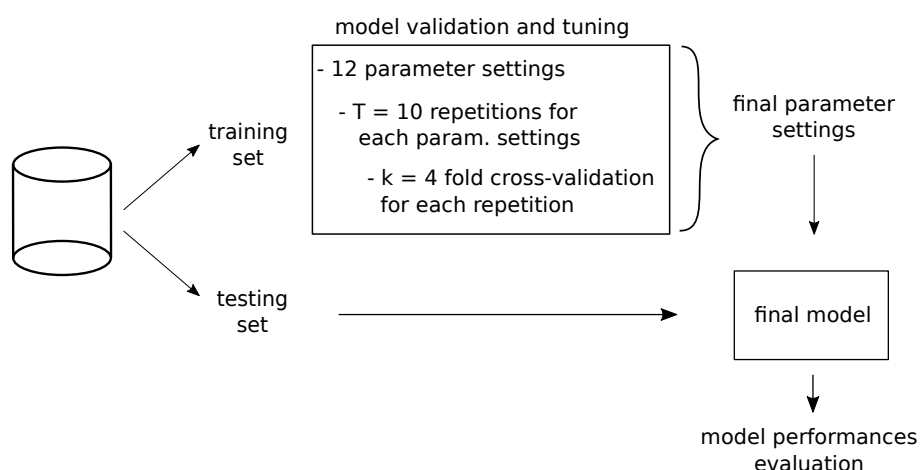 model validation and tuning
- 12 parameter settings
- T = 10 repetitions for
each param. settings
- k = 4 fold cross-validation
for each repetition
training
set
final parameter
settings
testing
set
final model
model performances
evaluation